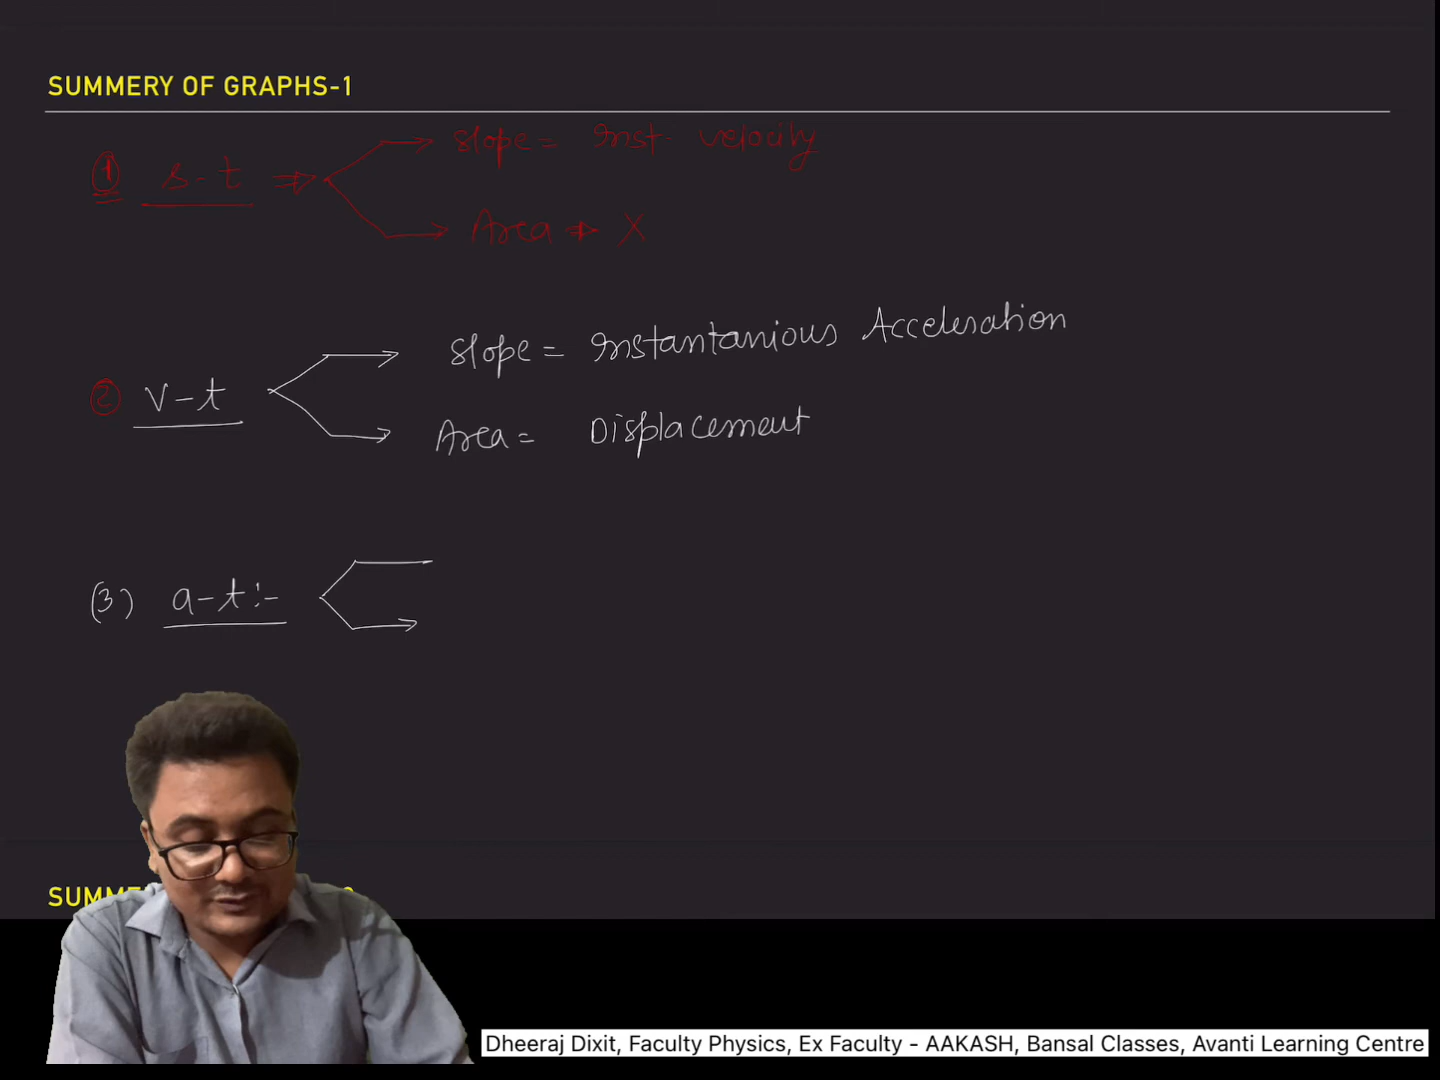 SUMMERY OF GRAPHS-1
① s-t ⇒ → Slope = Inst. velocity
→ Area ⇒ X
② v-t → Slope = Instantanious Acceleration
→ Area = Displacement
(3) a-t :-
Dheeraj Dixit, Faculty Physics, Ex Faculty - AAKASH, Bansal Classes, Avanti Learning Centre